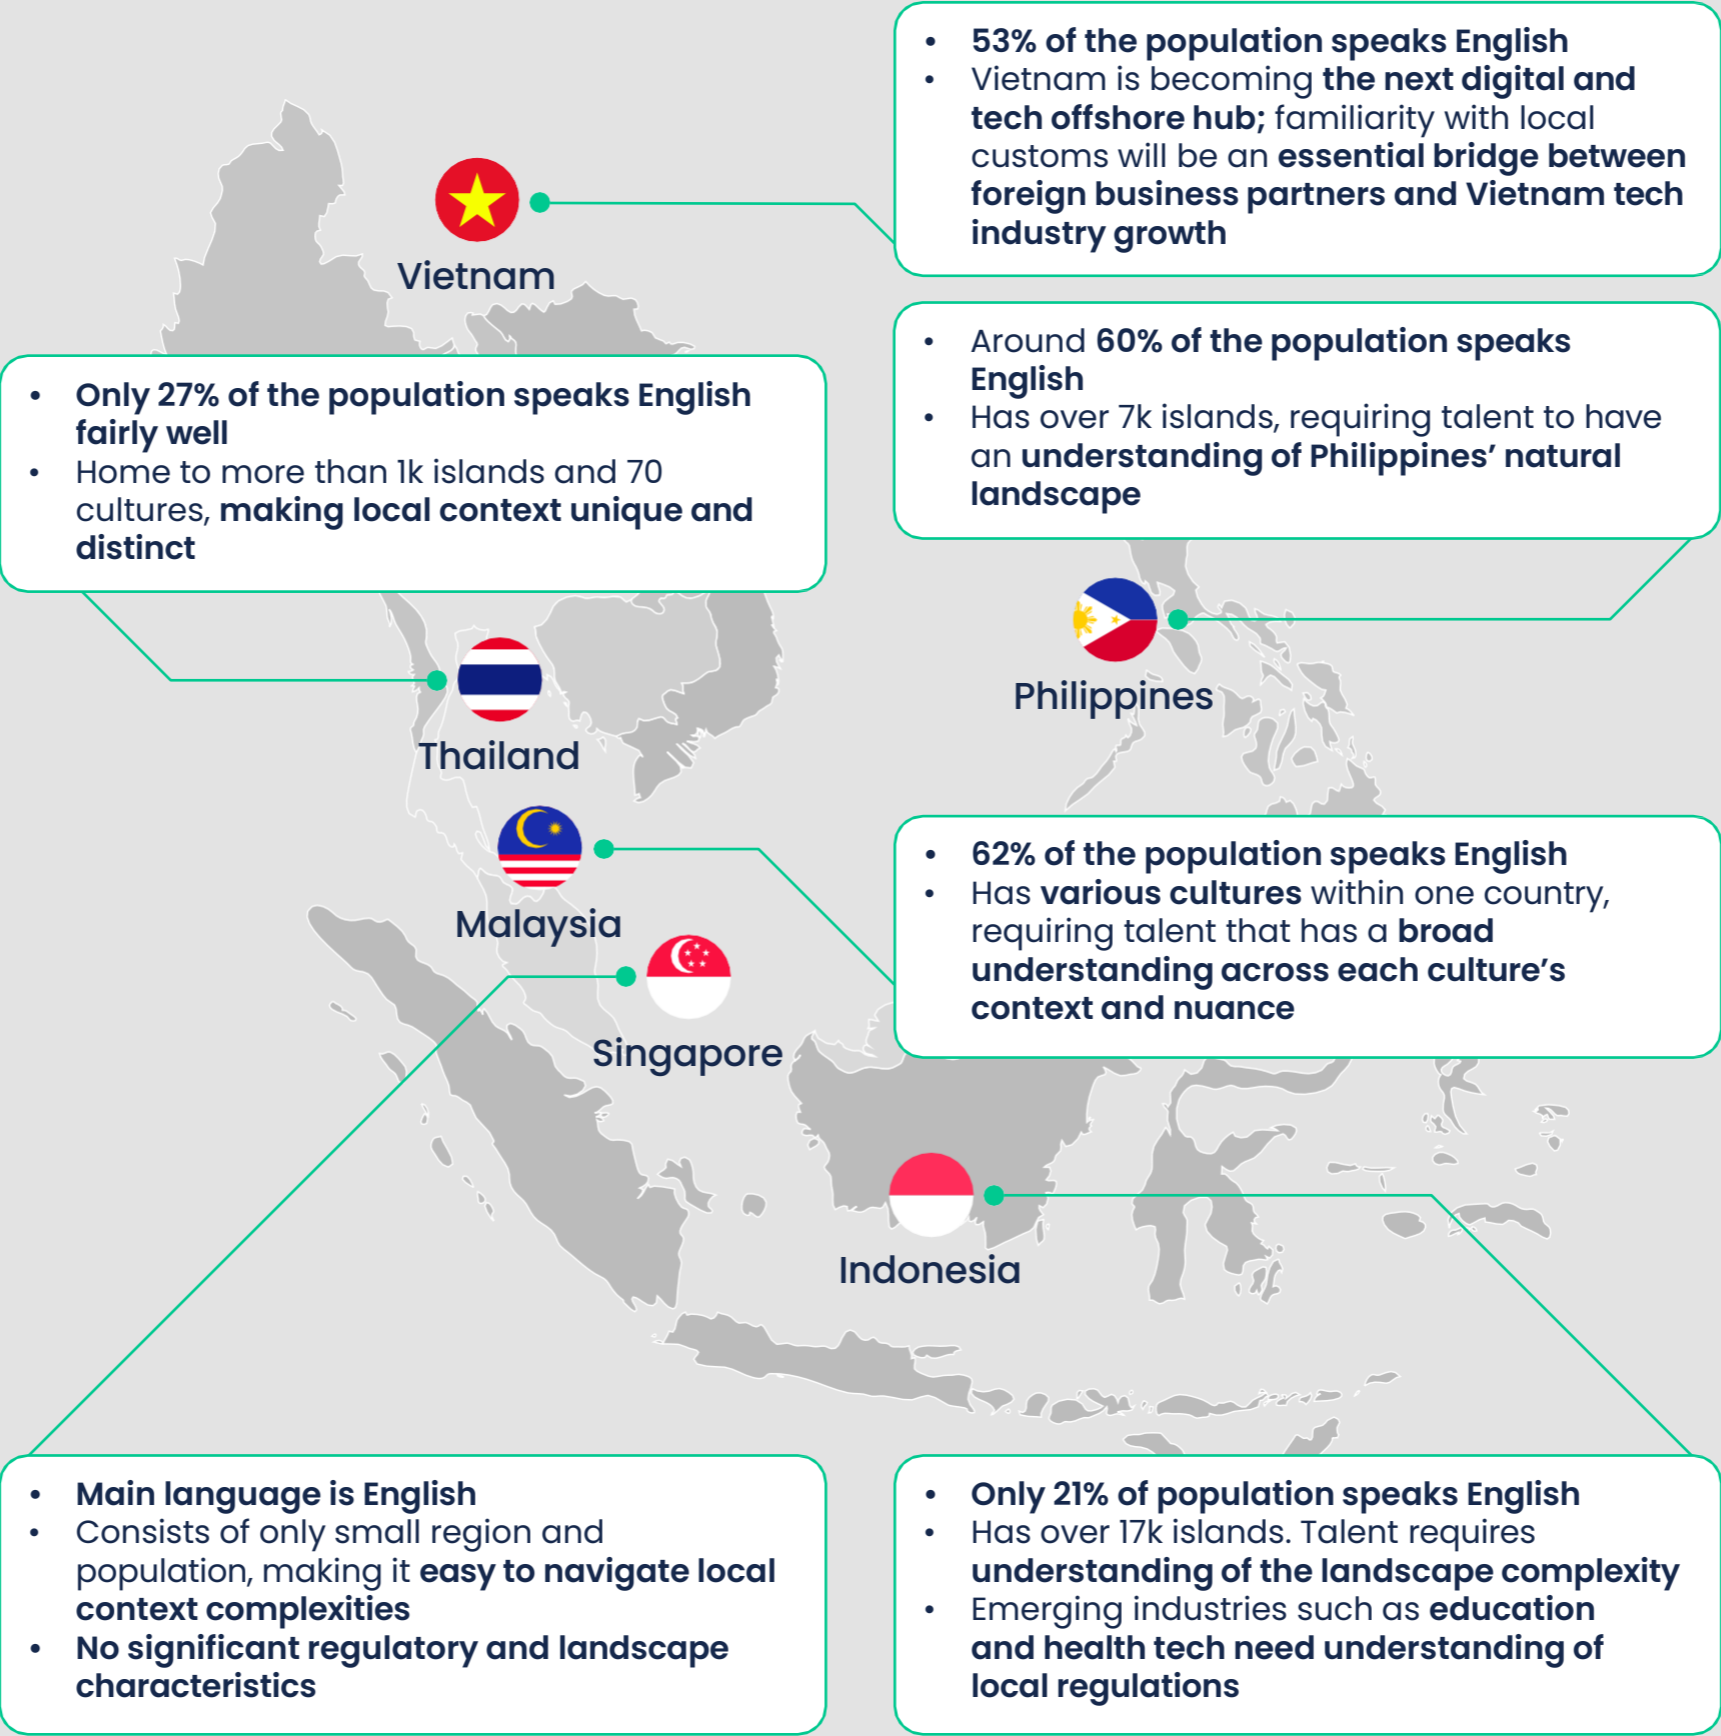 • 53% of the population speaks English
• Vietnam is becoming the next digital and
tech offshore hub; familiarity with local
customs will be an essential bridge between
foreign business partners and Vietnam tech
industry growth
Vietnam
• Around 60% of the population speaks
English
• Has over 7k islands, requiring talent to have
an understanding of Philippines’ natural
landscape
• Only 27% of the population speaks English
fairly well
• Home to more than 1k islands and 70
cultures, making local context unique and
distinct
Philippines
Thailand
• 62% of the population speaks English
• Has various cultures within one country,
requiring talent that has a broad
understanding across each culture’s
context and nuance
Malaysia
Singapore
Indonesia
• Main language is English
• Consists of only small region and
population, making it easy to navigate local
context complexities
• No significant regulatory and landscape
characteristics
• Only 21% of population speaks English
• Has over 17k islands. Talent requires
understanding of the landscape complexity
• Emerging industries such as education
and health tech need understanding of
local regulations